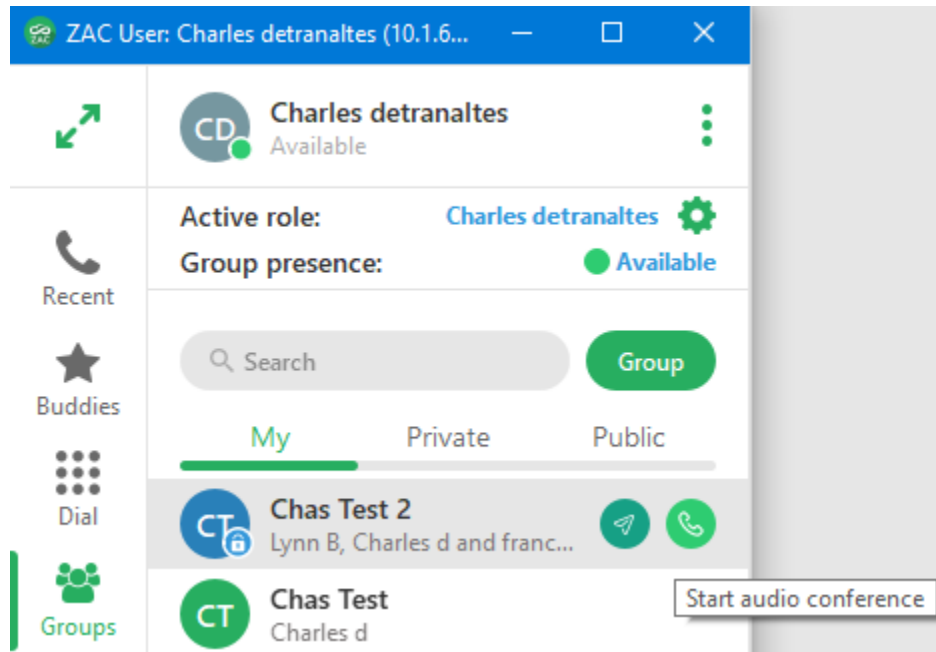 ZAC
ZAC User: Charles detranaltes (10.1.6...
CD
Charles detranaltes
Available
Active role: Charles detranaltes
Group presence: Available
Recent
Search
Group
Buddies
My Private Public
Dial
CT
Chas Test 2
Lynn B, Charles d and franc...
Start audio conference
Groups
CT
Chas Test
Charles d